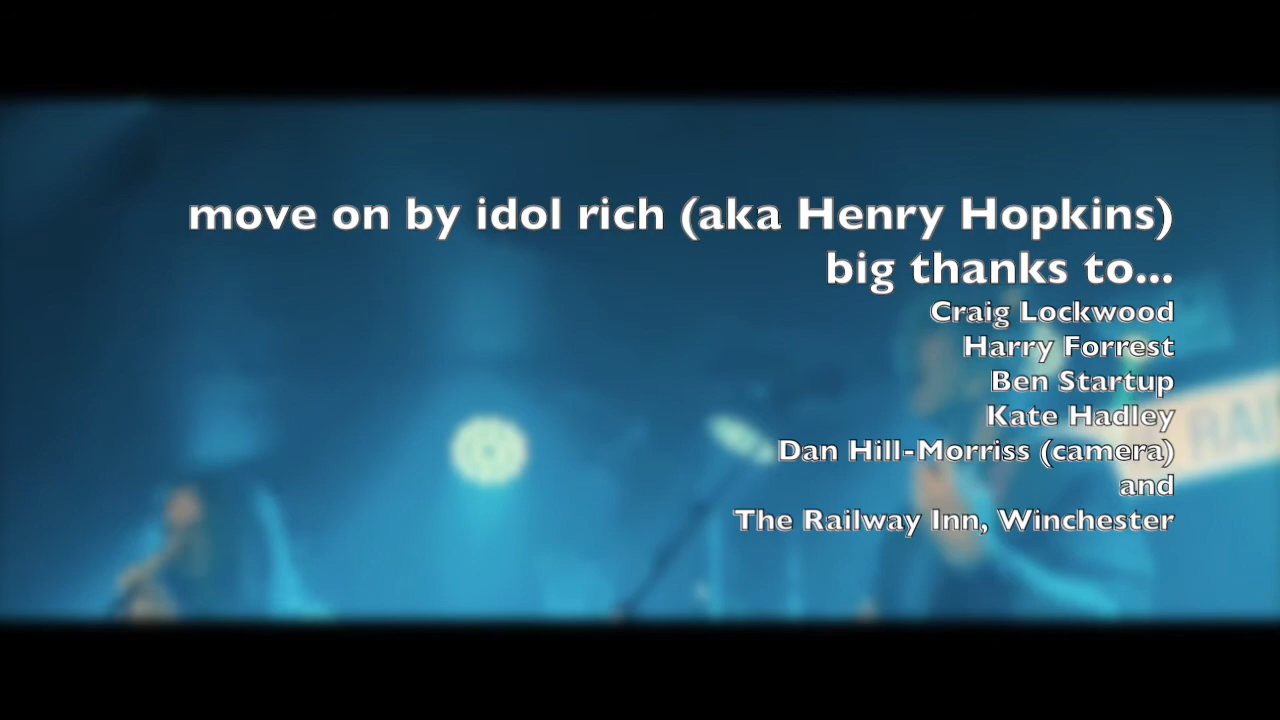 move on by idol rich (aka Henry Hopkins)
big thanks to...
Craig Lockwood
Harry Forrest
Ben Startup
Kate Hadley
Dan Hill-Morriss (camera)
and
The Railway Inn, Winchester
RAI